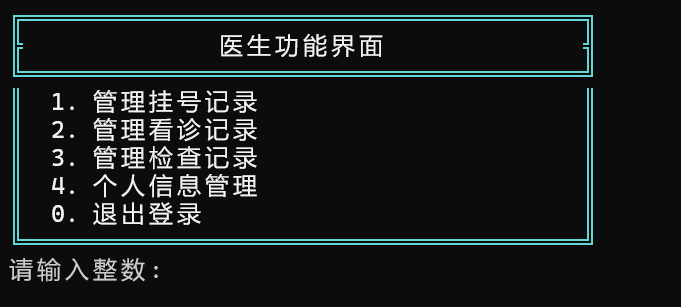 医生功能界面
1. 管理挂号记录
2. 管理看诊记录
3. 管理检查记录
4. 个人信息管理
0. 退出登录
请输入整数: